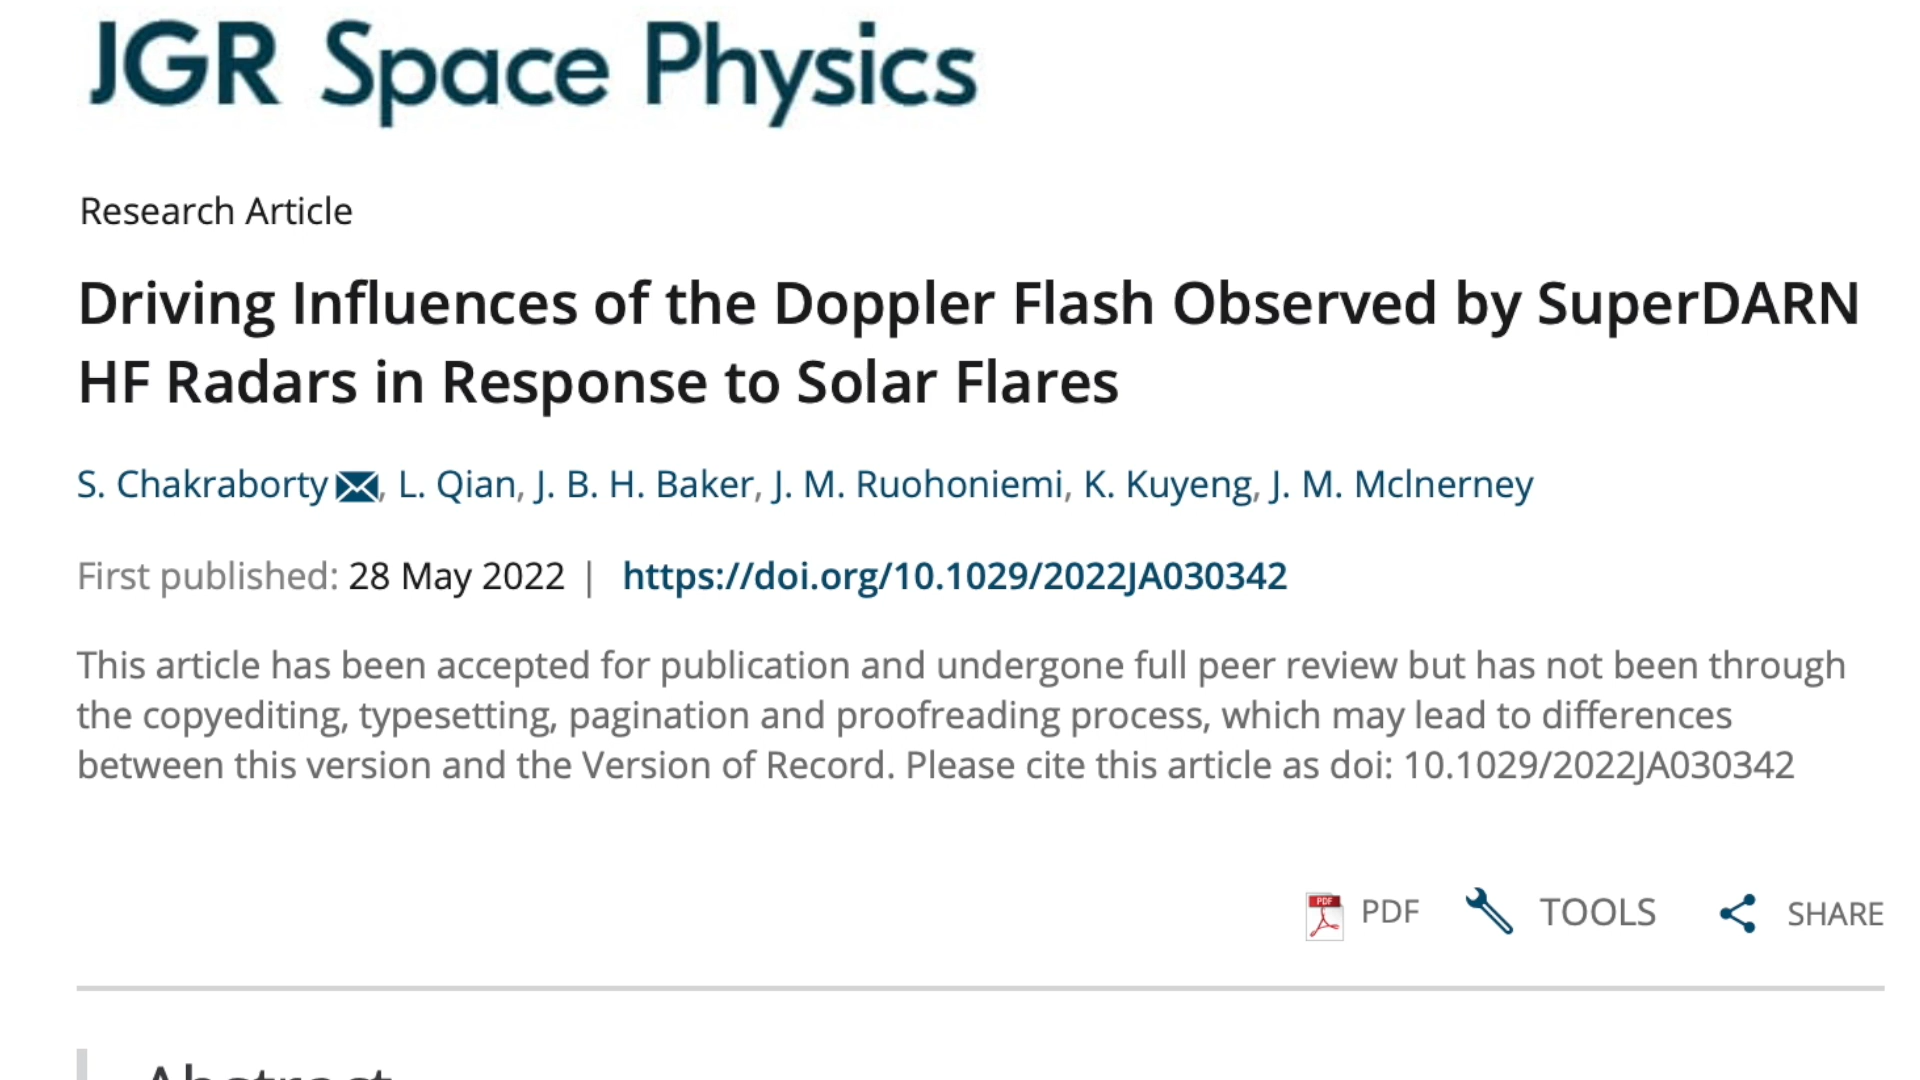 JGR Space Physics
Research Article
Driving Influences of the Doppler Flash Observed by SuperDARN
HF Radars in Response to Solar Flares
S. Chakraborty, L. Qian, J. B. H. Baker, J. M. Ruohoniemi, K. Kuyeng, J. M. Mclnerney
First published: 28 May 2022 | https://doi.org/10.1029/2022JA030342
This article has been accepted for publication and undergone full peer review but has not been through
the copyediting, typesetting, pagination and proofreading process, which may lead to differences
between this version and the Version of Record. Please cite this article as doi: 10.1029/2022JA030342
PDF TOOLS SHARE
Abstract